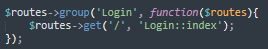 $routes->group('Login', function($routes){
    $routes->get('/', 'Login::index');
});